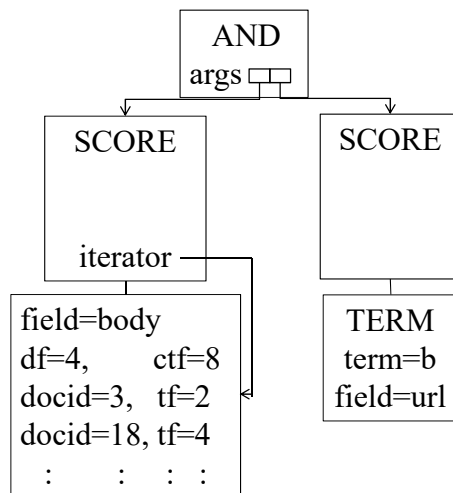 AND
args
SCORE
iterator
field=body
df=4, ctf=8
docid=3, tf=2
docid=18, tf=4
: : : :
SCORE
TERM
term=b
field=url